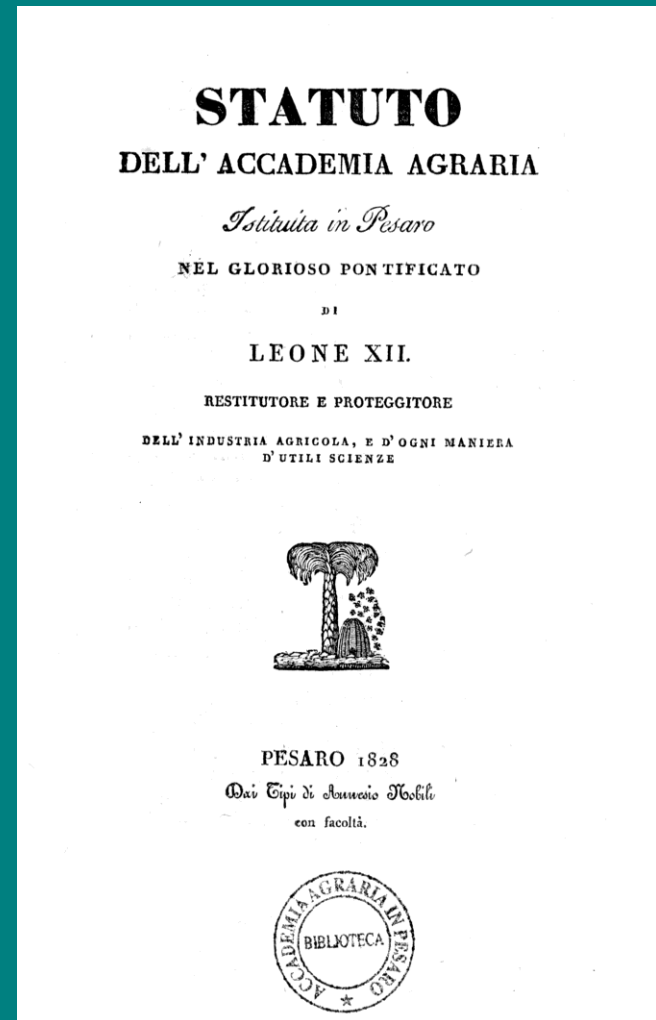 STATUTO
DELL' ACCADEMIA AGRARIA
Istituita in Pesaro
NEL GLORIOSO PONTIFICATO
DI
LEONE XII.
RESTITUTORE E PROTEGGITORE
DELL' INDUSTRIA AGRICOLA, E D' OGNI MANIERA
D' UTILI SCIENZE
PESARO 1828
Dai Tipi di Annesio Nobili
con facoltà.
ACCADEMIA AGRARIA IN PESARO
BIBLIOTECA